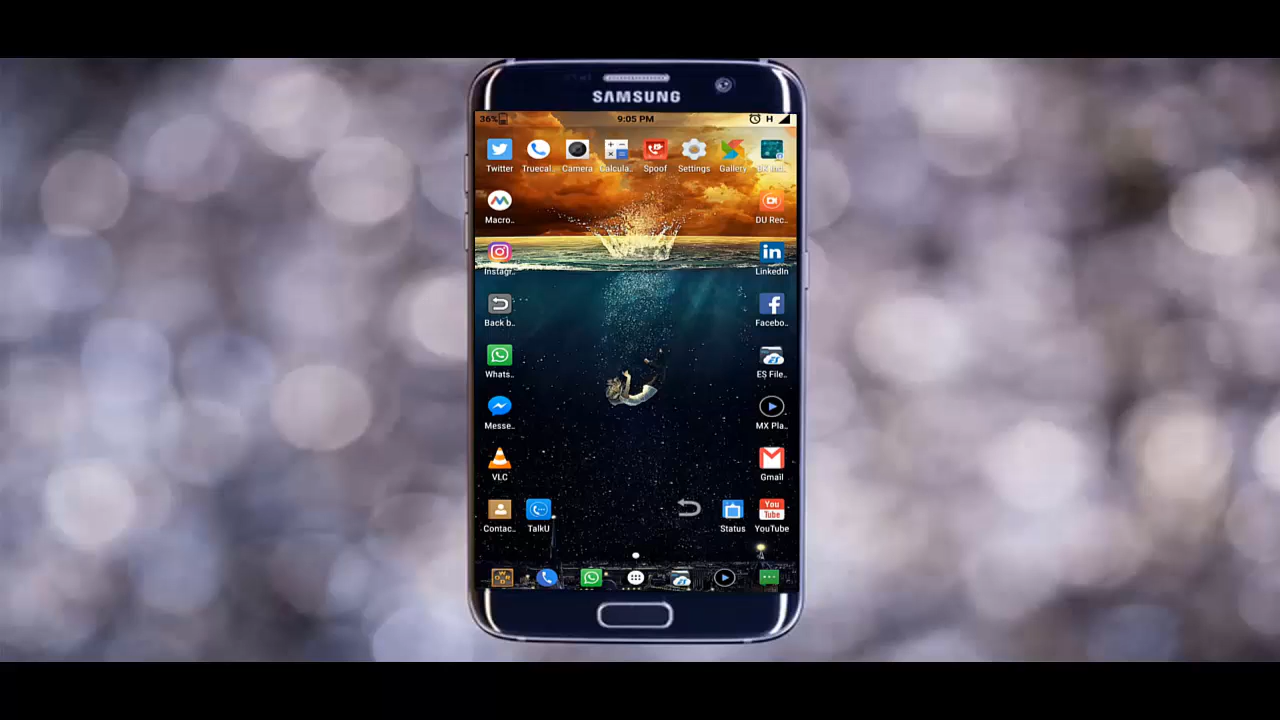 SAMSUNG
36% 9:05 PM H
Twitter Truecal.. Camera Calcula.. Spoof Settings Gallery
Macro.. DU Rec..
Instagr.. LinkedIn
Back b.. Facebo..
Whats.. ES File..
Messe.. MX Pla..
VLC Gmail
You
Tube
Contac.. TalkU Status YouTube